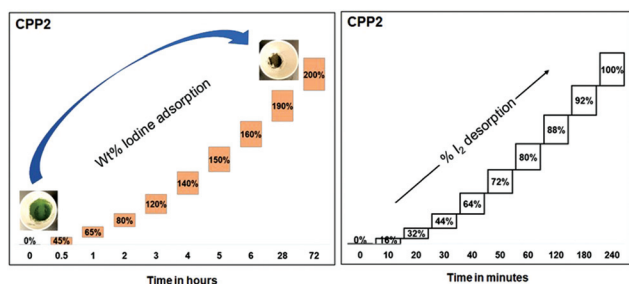 CPP2
Wt% Iodine adsorption
0% 45% 65% 80% 120% 140% 150% 160% 190% 200%
0 0.5 1 2 3 4 5 6 28 72
Time in hours
CPP2
% I₂ desorption
0% 16% 32% 44% 64% 72% 80% 88% 92% 100%
0 10 20 30 40 50 60 120 180 240
Time in minutes